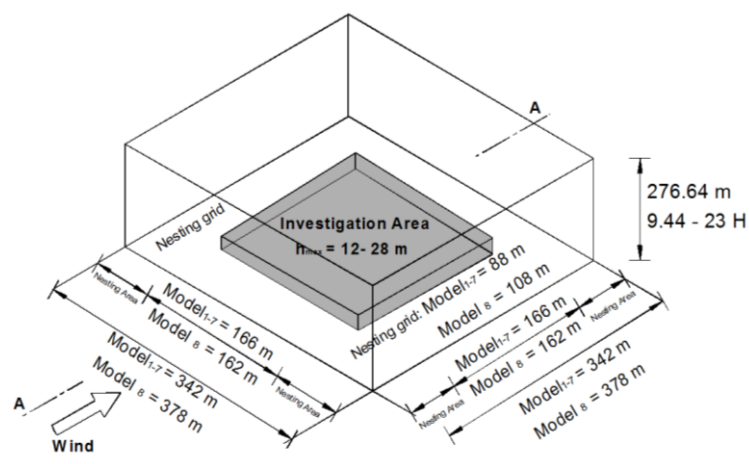 A
276.64 m
9.44 - 23 H
Nesting grid
Investigation Area
hmax = 12- 28 m
Nesting grid: Model1-7 = 88 m
Model 8 = 108 m
Nesting Area
Model1-7 = 166 m
Model 8 = 162 m
Nesting Area
Model1-7 = 342 m
Model 8 = 378 m
Nesting Area
Model1-7 = 166 m
Model 8 = 162 m
Nesting Area
Model1-7 = 342 m
Model 8 = 378 m
A
Wind